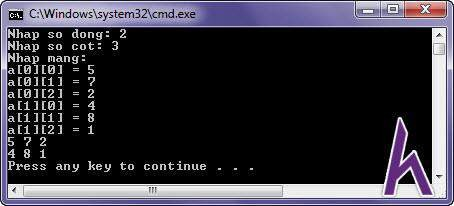 C:\Windows\system32\cmd.exe
Nhap so dong: 2
Nhap so cot: 3
Nhap mang:
a[0][0] = 5
a[0][1] = 7
a[0][2] = 2
a[1][0] = 4
a[1][1] = 8
a[1][2] = 1
5 7 2
4 8 1
Press any key to continue . . .